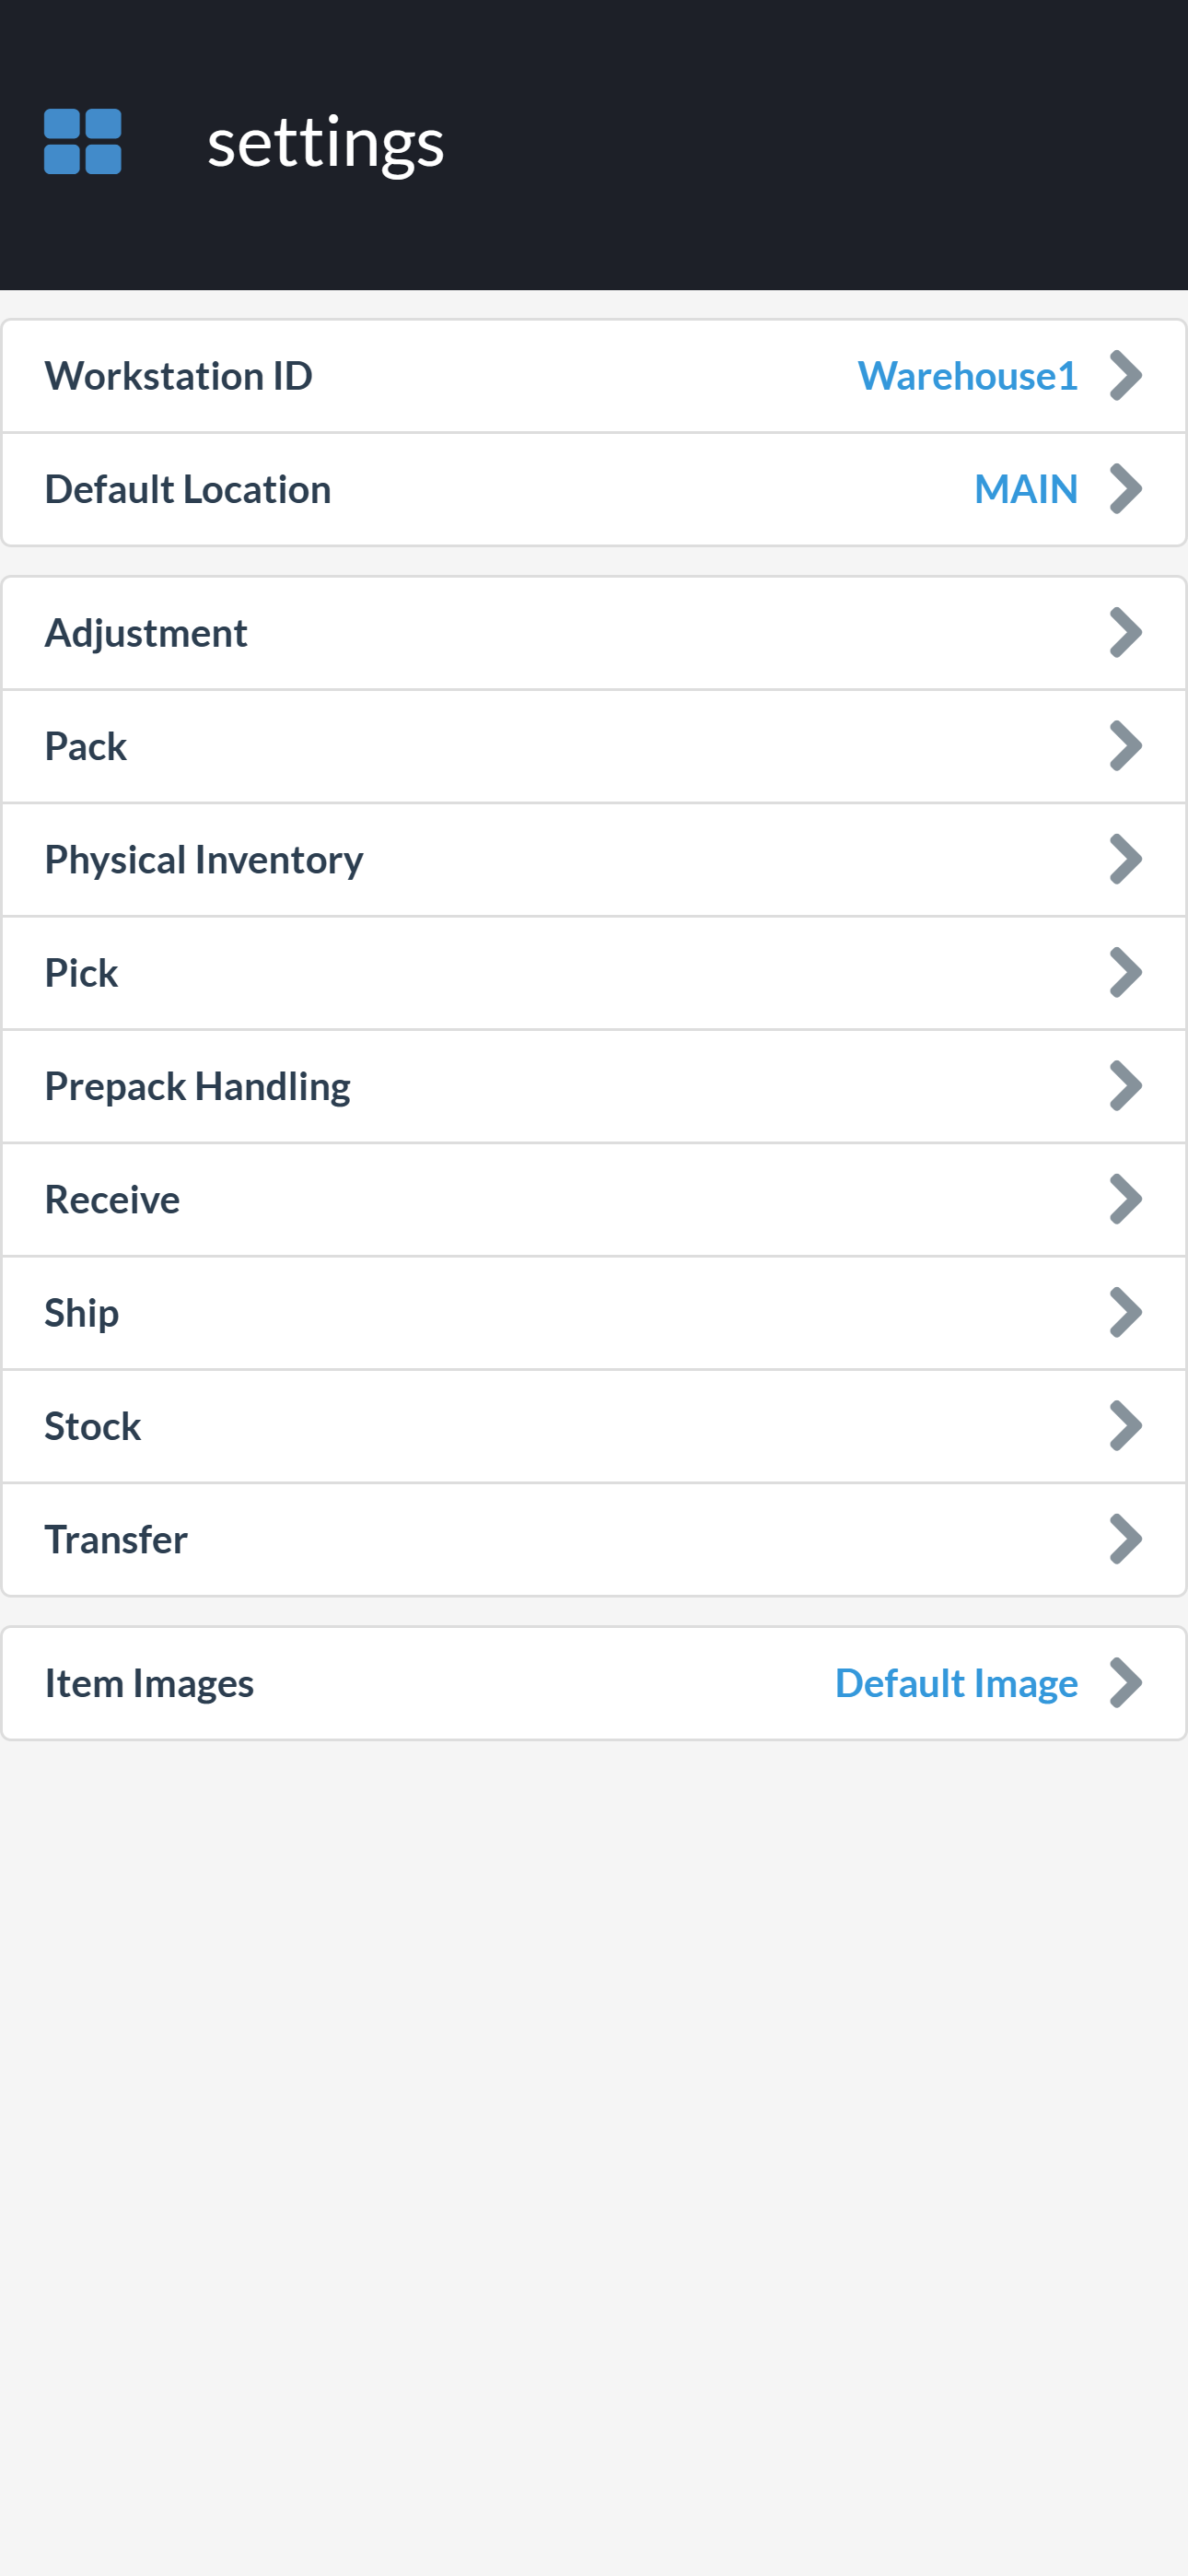 settings
Workstation ID Warehouse1
Default Location MAIN
Adjustment
Pack
Physical Inventory
Pick
Prepack Handling
Receive
Ship
Stock
Transfer
Item Images Default Image